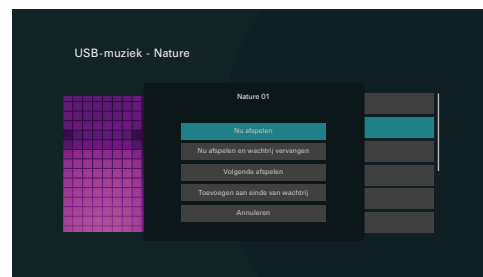 USB-muziek - Nature
Nature 01
Nu afspelen
Nu afspelen en wachtrij vervangen
Volgende afspelen
Toevoegen aan einde van wachtrij
Annuleren